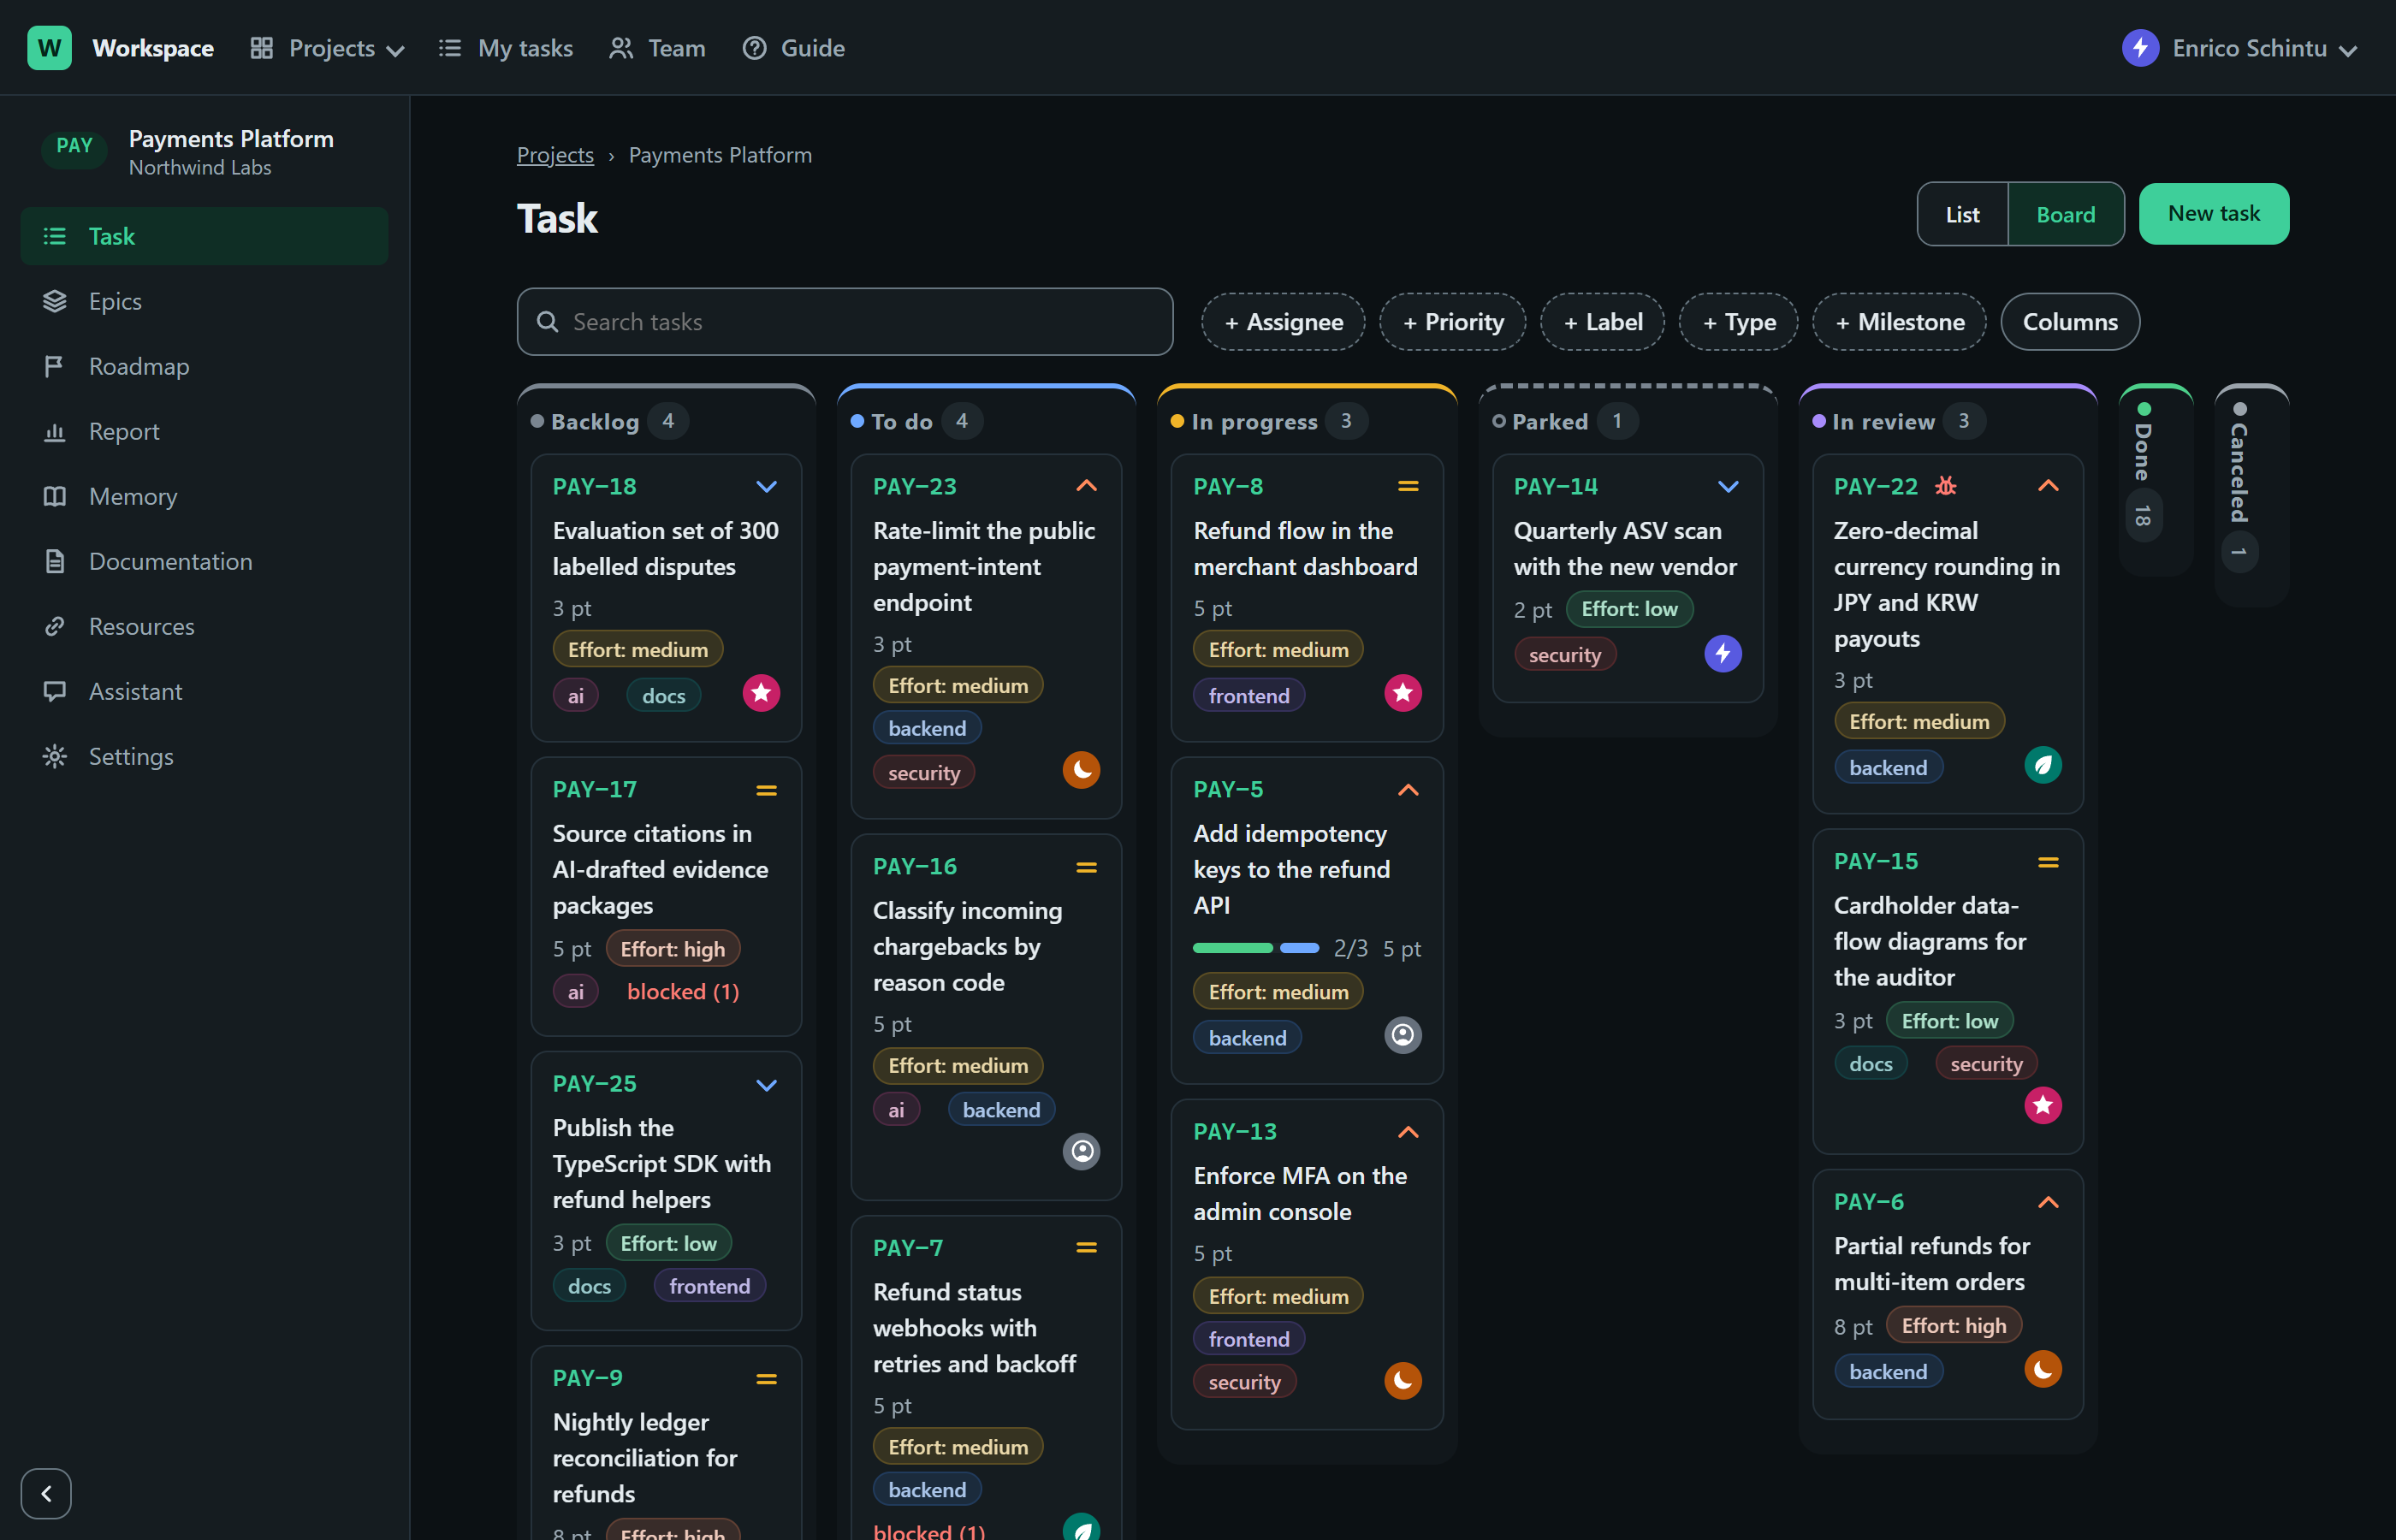 W Workspace Projects My tasks Team Guide Enrico Schintu
PAY Payments Platform
Northwind Labs
Task
Epics
Roadmap
Report
Memory
Documentation
Resources
Assistant
Settings
Projects › Payments Platform
Task
List Board New task
Search tasks
+ Assignee + Priority + Label + Type + Milestone Columns
Backlog 4
PAY-18
Evaluation set of 300
labelled disputes
3 pt
Effort: medium
ai docs
PAY-17
Source citations in
AI-drafted evidence
packages
5 pt Effort: high
ai blocked (1)
PAY-25
Publish the
TypeScript SDK with
refund helpers
3 pt Effort: low
docs frontend
PAY-9
Nightly ledger
reconciliation for
refunds
8 pt Effort: high
To do 4
PAY-23
Rate-limit the public
payment-intent
endpoint
3 pt
Effort: medium
backend
security
PAY-16
Classify incoming
chargebacks by
reason code
5 pt
Effort: medium
ai backend
PAY-7
Refund status
webhooks with
retries and backoff
5 pt
Effort: medium
backend
blocked (1)
In progress 3
PAY-8
Refund flow in the
merchant dashboard
5 pt
Effort: medium
frontend
PAY-5
Add idempotency
keys to the refund
API
2/3 5 pt
Effort: medium
backend
PAY-13
Enforce MFA on the
admin console
5 pt
Effort: medium
frontend
security
Parked 1
PAY-14
Quarterly ASV scan
with the new vendor
2 pt Effort: low
security
In review 3
PAY-22
Zero-decimal
currency rounding in
JPY and KRW
payouts
3 pt
Effort: medium
backend
PAY-15
Cardholder data-
flow diagrams for
the auditor
3 pt Effort: low
docs security
PAY-6
Partial refunds for
multi-item orders
8 pt Effort: high
backend
Done 18
Canceled 1